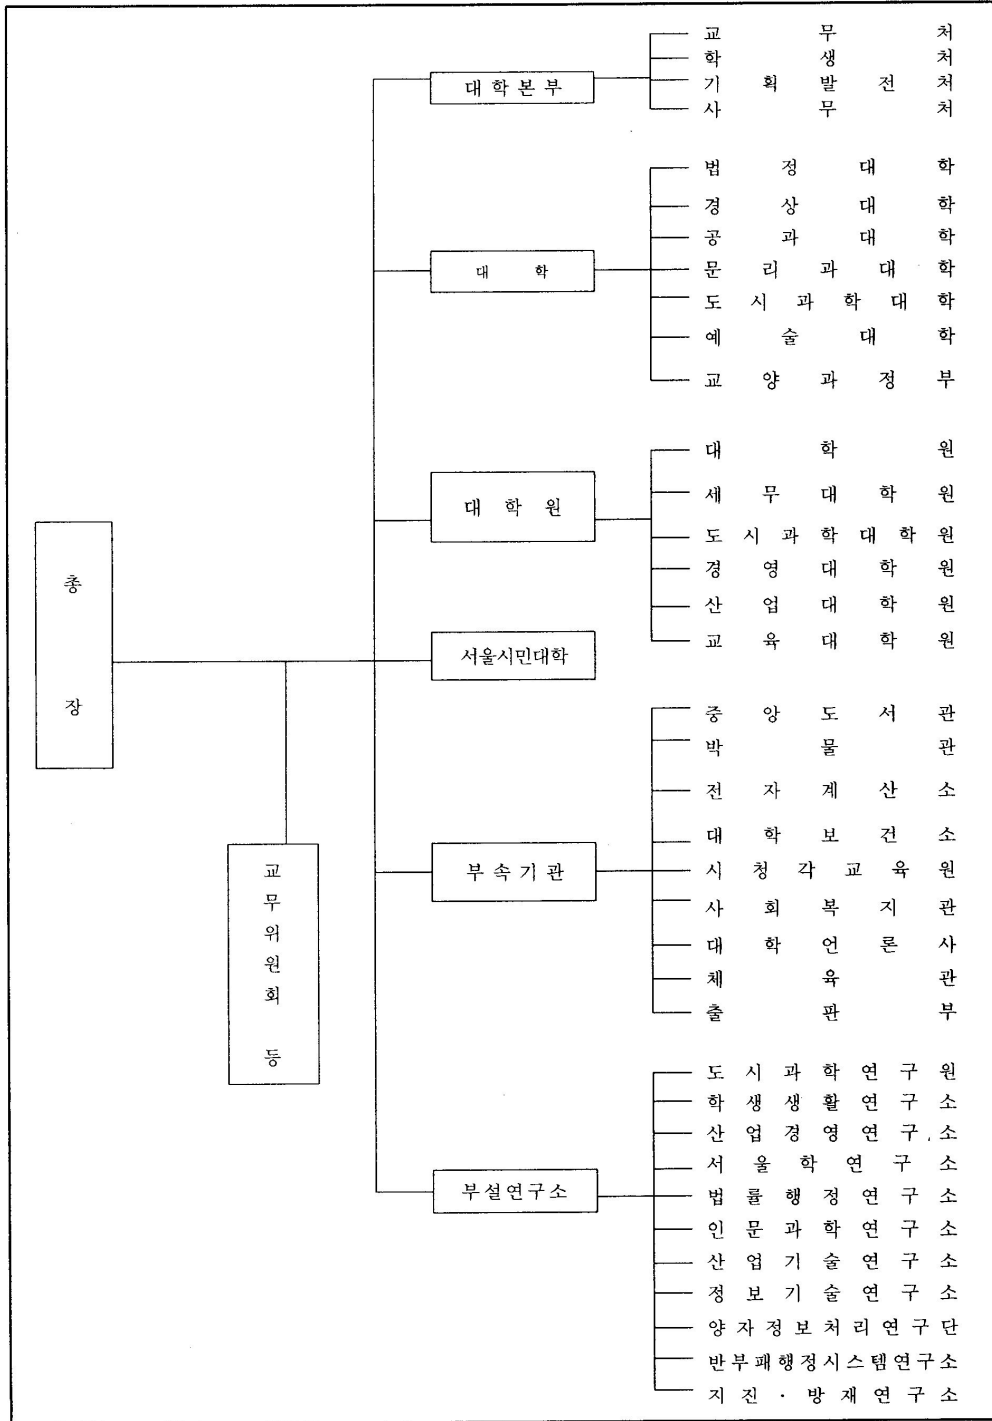 총장
교무위원회 등
대학본부
교무처
학생처
기획발전처
사무처
대학
법정대학
경상대학
공과대학
문리과대학
도시과학대학
예술대학
교양과정부
대학원
대학원
세무대학원
도시과학대학원
경영대학원
산업대학원
교육대학원
서울시민대학
부속기관
중앙도서관
박물관
전자계산소
대학보건소
시청각교육원
사회복지관
대학언론사
체육관
출판부
부설연구소
도시과학연구원
학생생활연구소
산업경영연구소
서울학연구소
법률행정연구소
인문과학연구소
산업기술연구소
정보기술연구소
양자정보처리연구단
반부패행정시스템연구소
지진·방재연구소